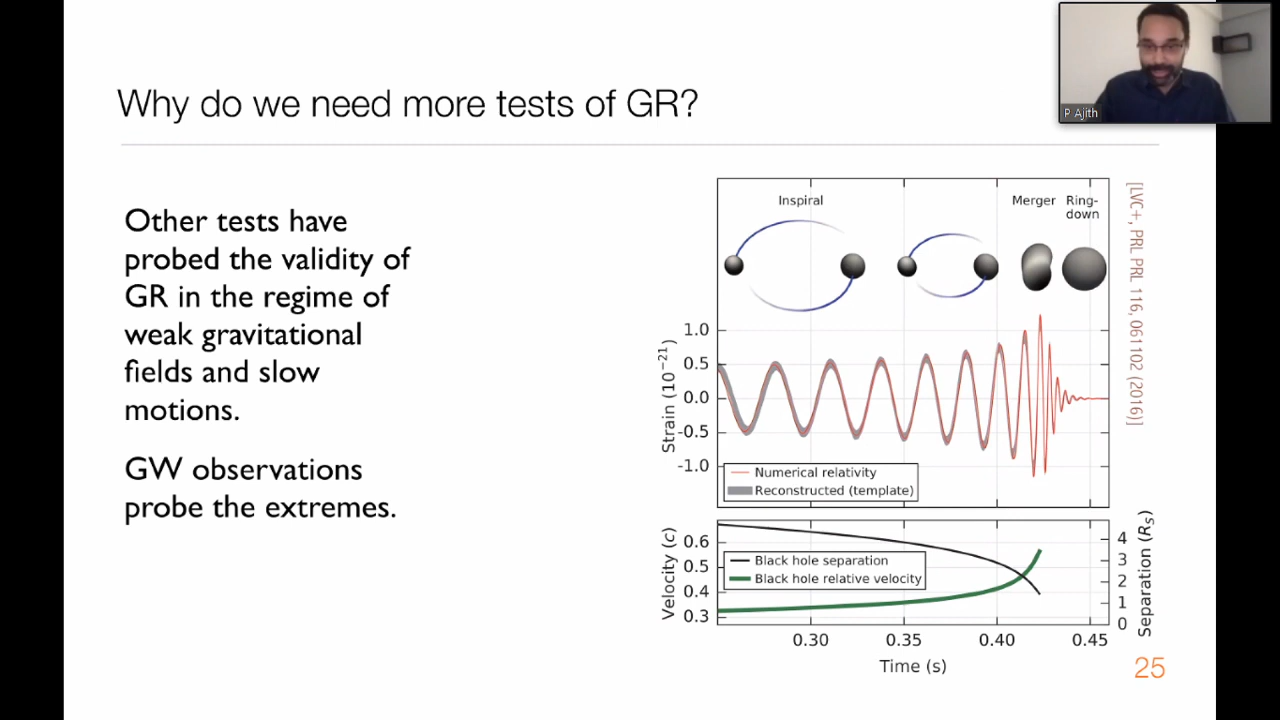 P Ajith
Why do we need more tests of GR?
Other tests have
probed the validity of
GR in the regime of
weak gravitational
fields and slow
motions.
GW observations
probe the extremes.
Inspiral
Merger
Ring-
down
Strain (10⁻²¹)
1.0
0.5
0.0
-0.5
-1.0
Numerical relativity
Reconstructed (template)
[LVC+, PRL PRL 116, 061102 (2016)]
Velocity (c)
0.6
0.5
0.4
0.3
Black hole separation
Black hole relative velocity
4
3
2
1
0
Separation (R_S)
0.30 0.35 0.40 0.45
Time (s)
25